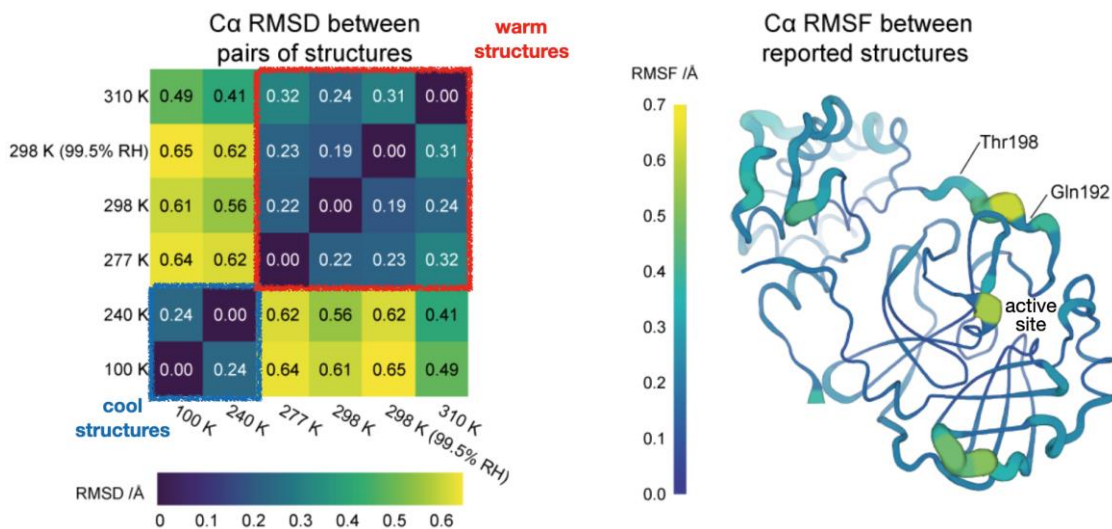 Cα RMSD between
pairs of structures
warm
structures
310 K
0.49 0.41 0.32 0.24 0.31 0.00
298 K (99.5% RH)
0.65 0.62 0.23 0.19 0.00 0.31
298 K
0.61 0.56 0.22 0.00 0.19 0.24
277 K
0.64 0.62 0.00 0.22 0.23 0.32
240 K
0.24 0.00 0.62 0.56 0.62 0.41
100 K
0.00 0.24 0.64 0.61 0.65 0.49
cool
structures
100 K
240 K
277 K
298 K
298 K (99.5% RH)
310 K
RMSD /Å
0 0.1 0.2 0.3 0.4 0.5 0.6
Cα RMSF between
reported structures
RMSF /Å
0.7
0.6
0.5
0.4
0.3
0.2
0.1
0.0
Thr198
Gln192
active
site